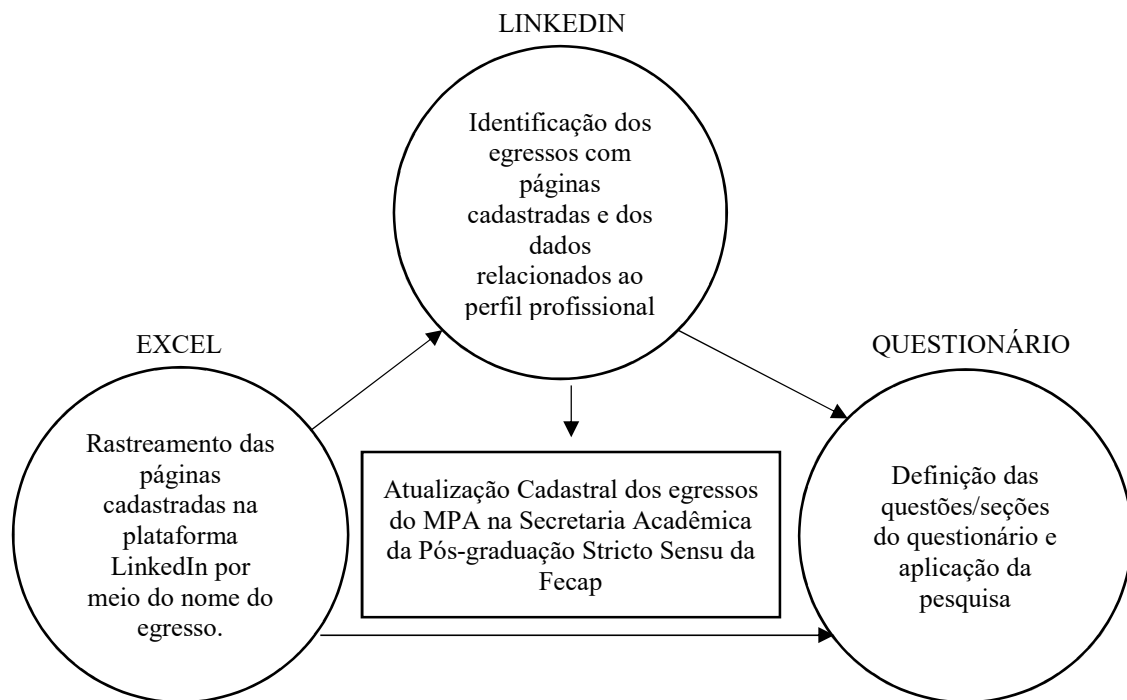 LINKEDIN
Identificação dos
egressos com
páginas
cadastradas e dos
dados
relacionados ao
perfil profissional
EXCEL
Rastreamento das
páginas
cadastradas na
plataforma
LinkedIn por
meio do nome do
egresso.
Atualização Cadastral dos egressos
do MPA na Secretaria Acadêmica
da Pós-graduação Stricto Sensu da
Fecap
QUESTIONÁRIO
Definição das
questões/seções
do questionário e
aplicação da
pesquisa